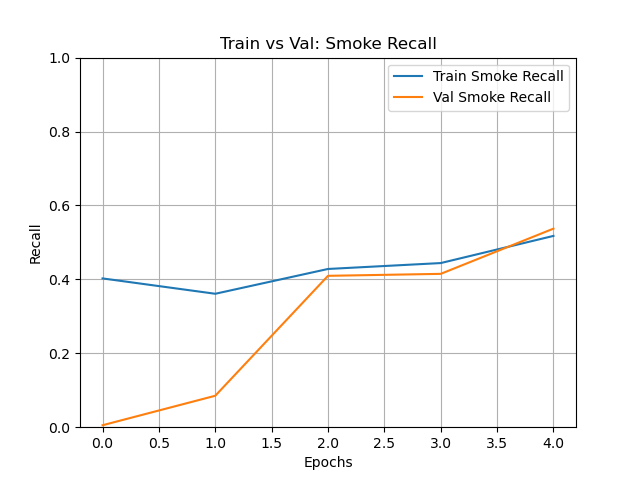 Train vs Val: Smoke Recall
Train Smoke Recall
Val Smoke Recall
1.0
0.8
0.6
0.4
0.2
0.0
Recall
0.0 0.5 1.0 1.5 2.0 2.5 3.0 3.5 4.0
Epochs